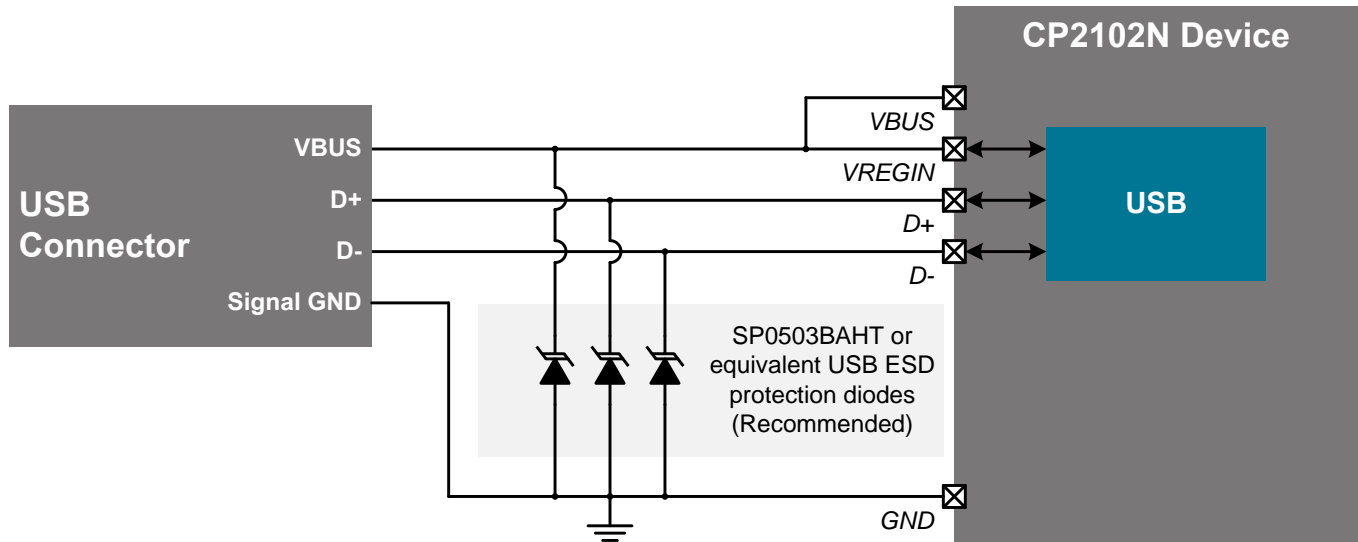 CP2102N Device
VBUS
VBUS
VREGIN
USB
Connector
D+
D+
USB
D-
D-
Signal GND
SP0503BAHT or
equivalent USB ESD
protection diodes
(Recommended)
GND